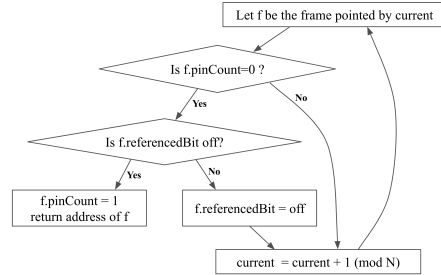 Let f be the frame pointed by current
Is f.pinCount=0 ?
Yes
No
Is f.referencedBit off?
Yes
No
f.pinCount = 1
return address of f
f.referencedBit = off
current = current + 1 (mod N)